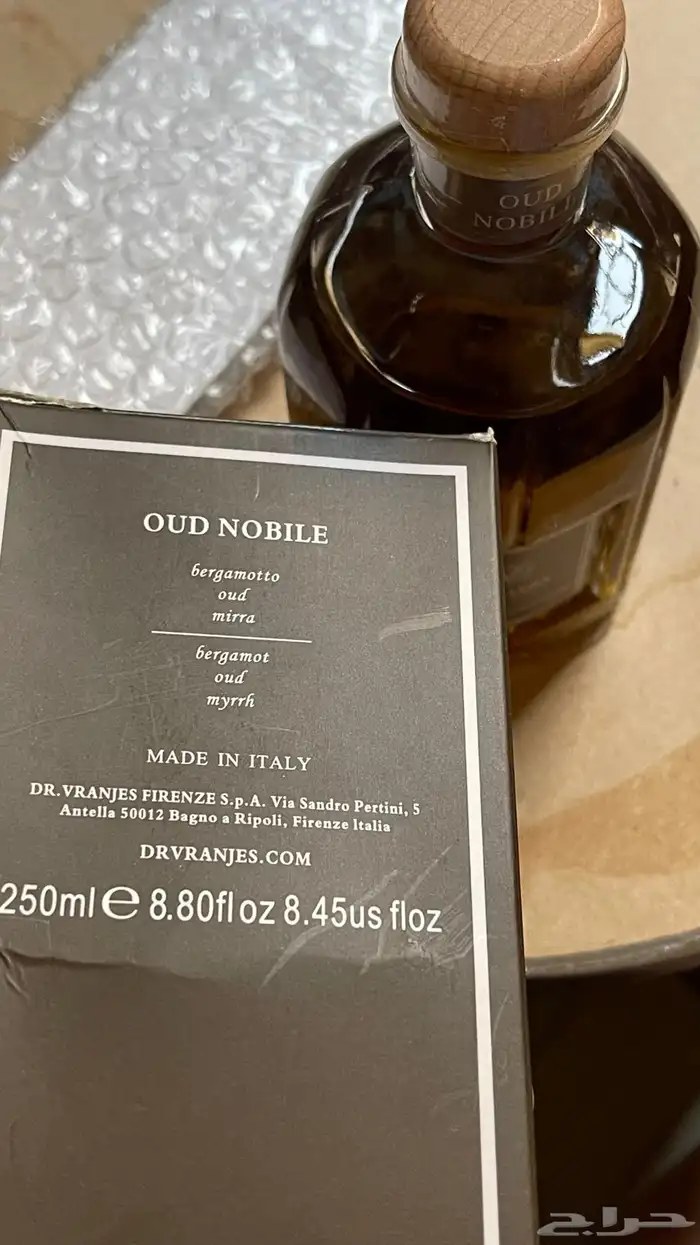 OUD
NOBILE
OUD NOBILE
bergamotto
oud
mirra
bergamot
oud
myrrh
MADE IN ITALY
DR.VRANJES FIRENZE S.p.A. Via Sandro Pertini, 5
Antella 50012 Bagno a Ripoli, Firenze ltalia
DRVRANJES.COM
250ml ℮ 8.80fl oz 8.45us floz
حراج